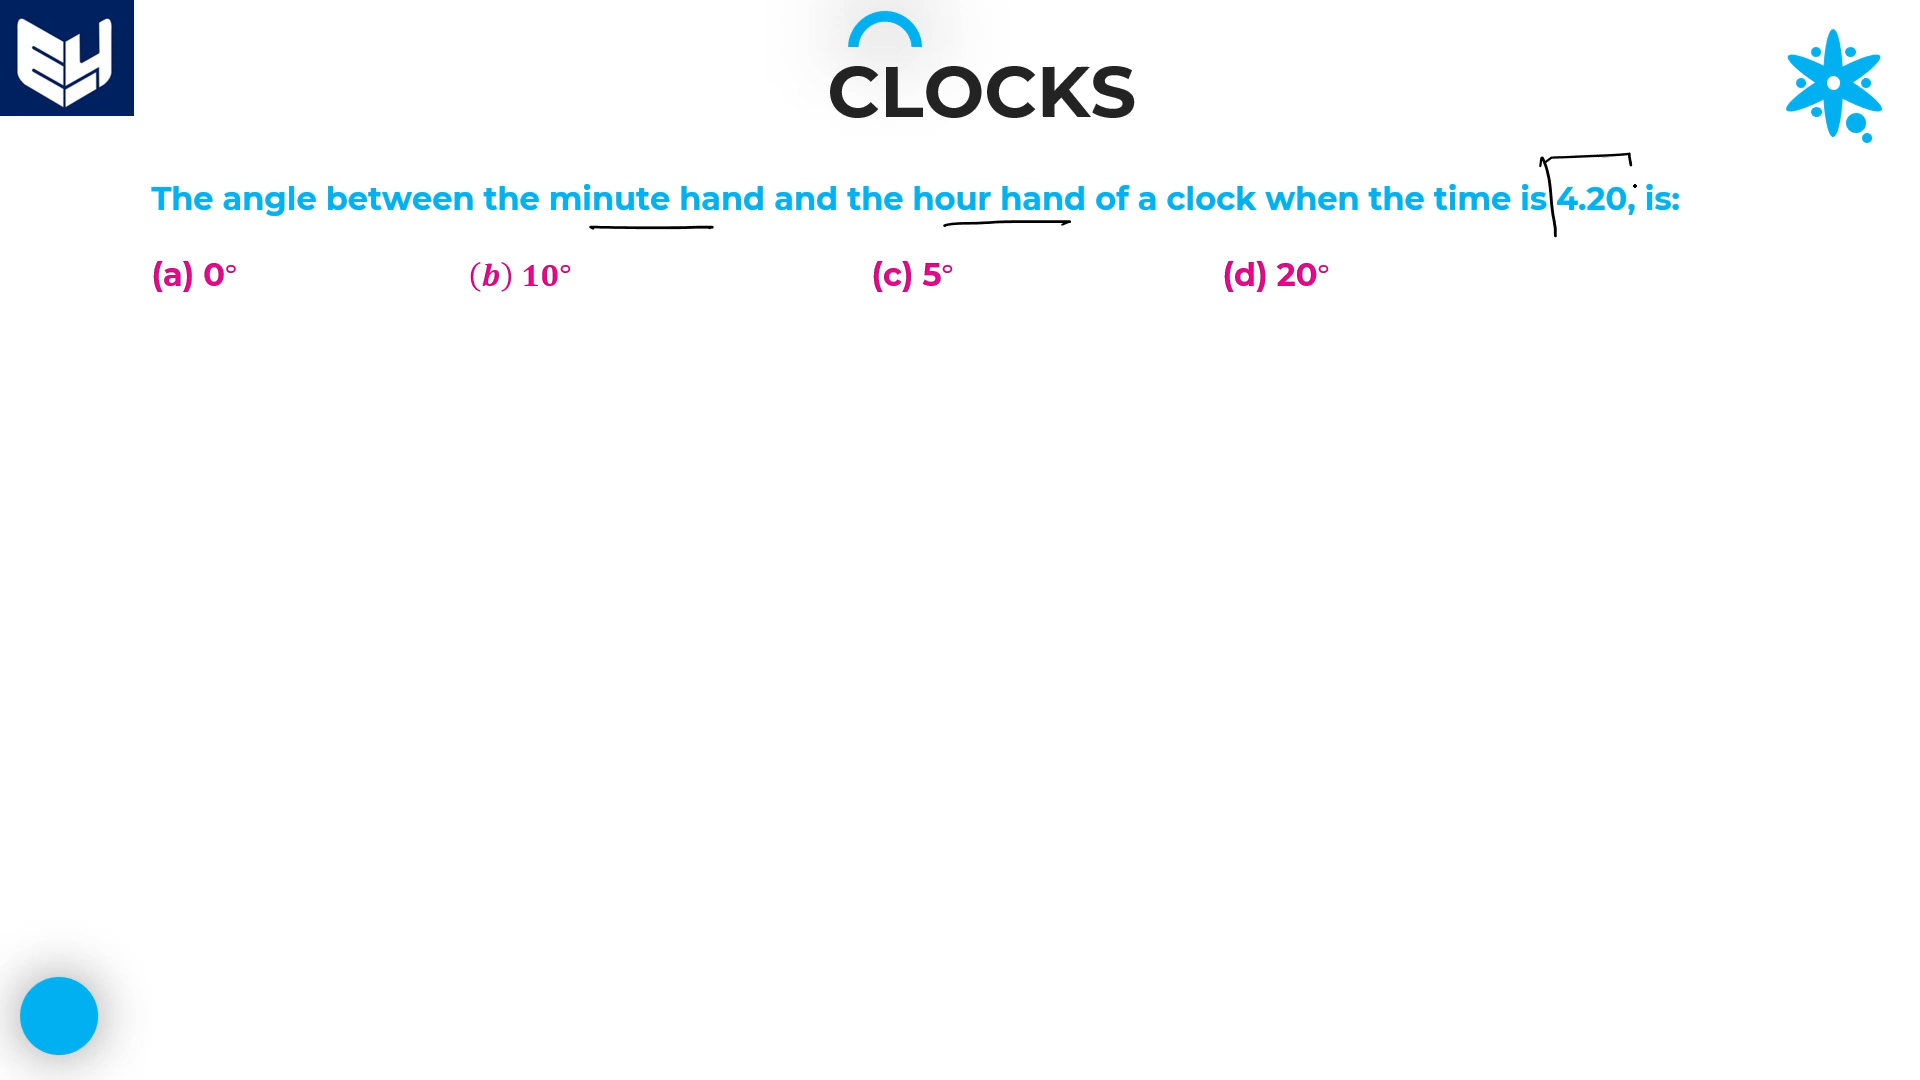 CLOCKS
The angle between the minute hand and the hour hand of a clock when the time is 4.20, is:
(a) 0° (b) 10° (c) 5° (d) 20°